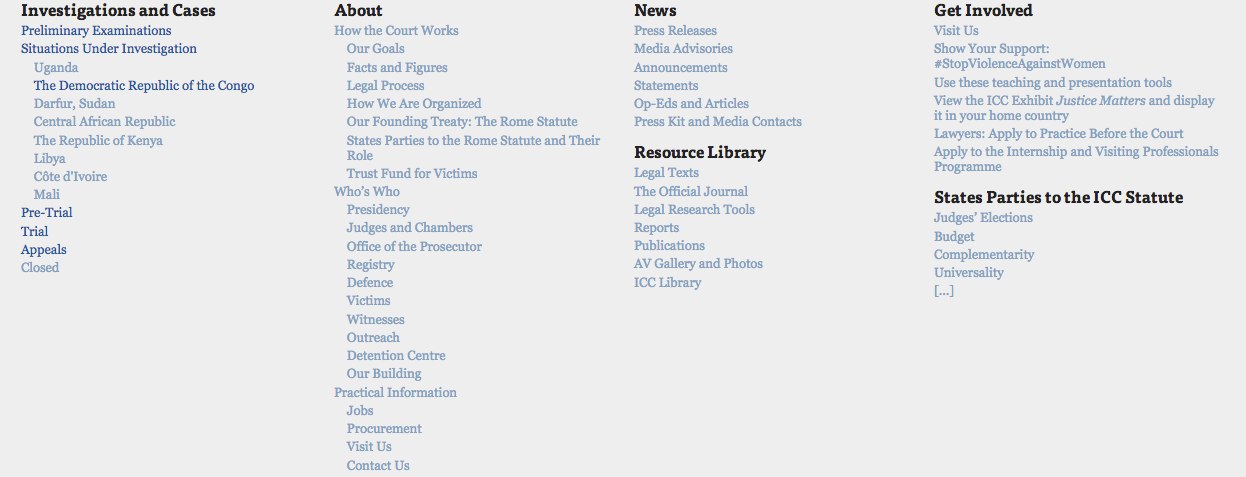 Investigations and Cases
Preliminary Examinations
Situations Under Investigation
Uganda
The Democratic Republic of the Congo
Darfur, Sudan
Central African Republic
The Republic of Kenya
Libya
Côte d'Ivoire
Mali
Pre-Trial
Trial
Appeals
Closed
About
How the Court Works
Our Goals
Facts and Figures
Legal Process
How We Are Organized
Our Founding Treaty: The Rome Statute
States Parties to the Rome Statute and Their
Role
Trust Fund for Victims
Who's Who
Presidency
Judges and Chambers
Office of the Prosecutor
Registry
Defence
Victims
Witnesses
Outreach
Detention Centre
Our Building
Practical Information
Jobs
Procurement
Visit Us
Contact Us
News
Press Releases
Media Advisories
Announcements
Statements
Op-Eds and Articles
Press Kit and Media Contacts
Resource Library
Legal Texts
The Official Journal
Legal Research Tools
Reports
Publications
AV Gallery and Photos
ICC Library
Get Involved
Visit Us
Show Your Support:
#StopViolenceAgainstWomen
Use these teaching and presentation tools
View the ICC Exhibit Justice Matters and display
it in your home country
Lawyers: Apply to Practice Before the Court
Apply to the Internship and Visiting Professionals
Programme
States Parties to the ICC Statute
Judges' Elections
Budget
Complementarity
Universality
[...]